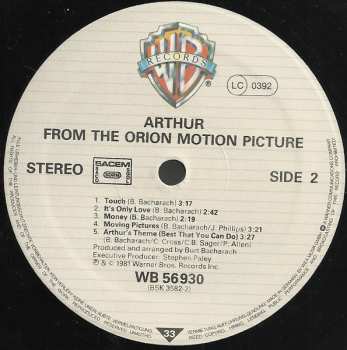 WB
RECORDS
LC 0392
ARTHUR
FROM THE ORION MOTION PICTURE
STEREO
SACEM
SIDE 2
1. Touch (B. Bacharach) 3:17
2. It's Only Love (B. Bacharach) 2:42
3. Money (B. Bacharach) 2:19
4. Moving Pictures (B. Bacharach/J. Phillips) 3:21
5. Arthur's Theme (Best That You Can Do) 3:27
(B. Bacharach/C. Cross/C.B. Sager/P. Allen)
Produced and arranged by Burt Bacharach
Executive Producer: Stephen Paley
℗ & © 1981 Warner Bros. Records Inc.
WB 56930
(BSK 3582-2)
33